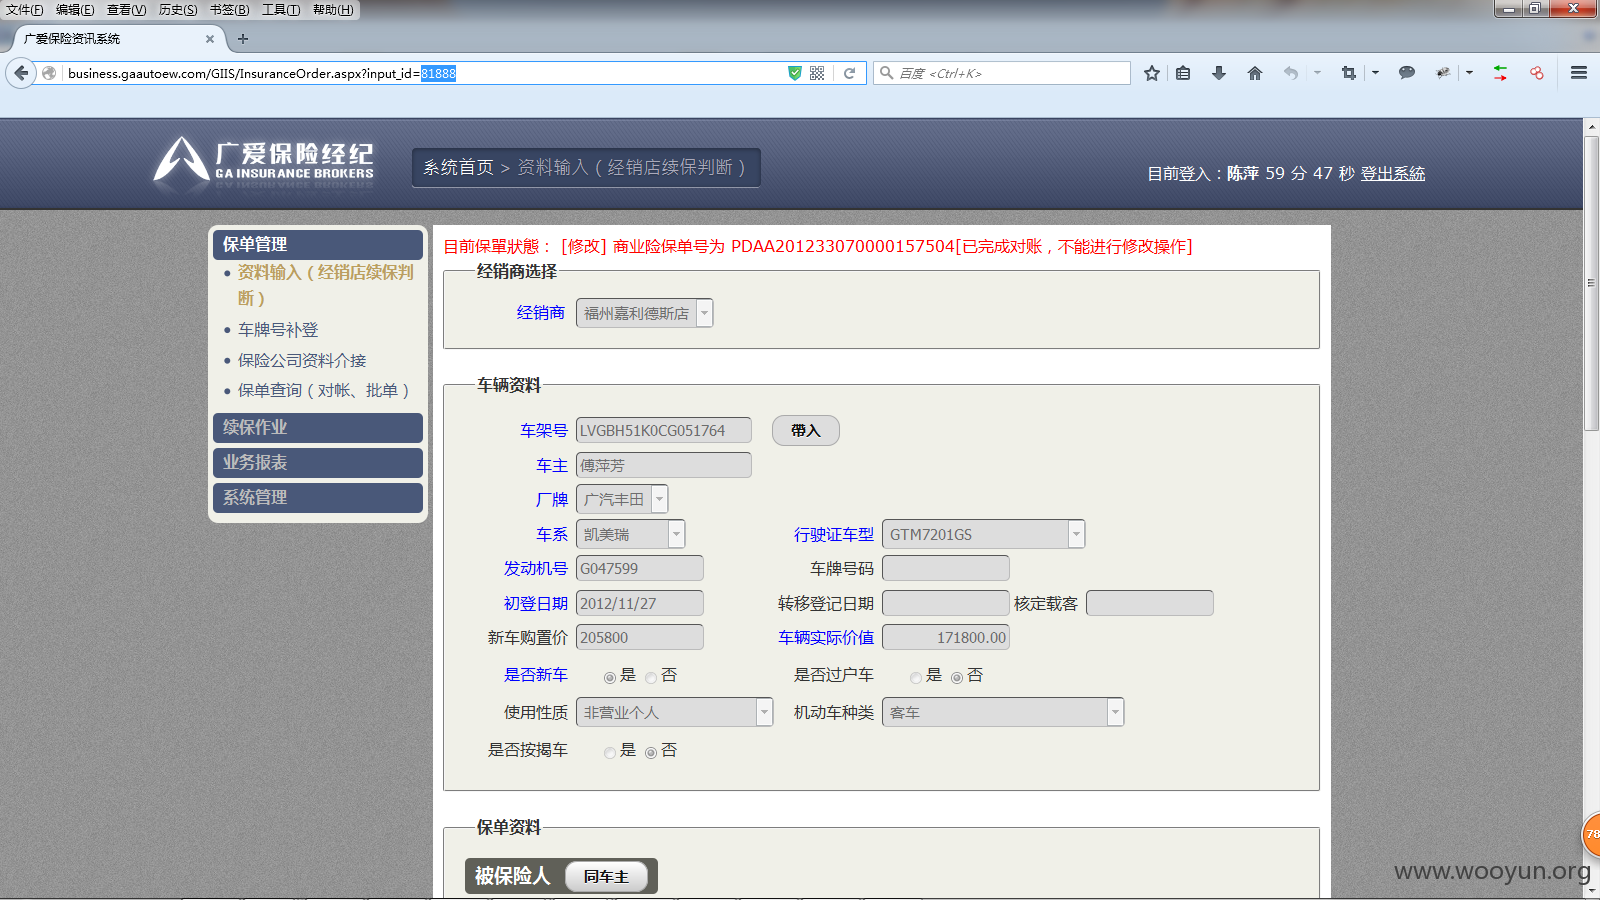 文件(F) 编辑(E) 查看(V) 历史(S) 书签(B) 工具(T) 帮助(H)
广爱保险资讯系统
business.gaautoew.com/GIIS/InsuranceOrder.aspx?input_id=81888
百度 <Ctrl+K>
广爱保险经纪
GA INSURANCE BROKERS
系统首页 > 资料输入（经销店续保判断）
目前登入：陈萍 59 分 47 秒 登出系統
保单管理
资料输入（经销店续保判
断）
车牌号补登
保险公司资料介接
保单查询（对帐、批单）
续保作业
业务报表
系统管理
目前保單狀態： [修改] 商业险保单号为 PDAA201233070000157504[已完成对账，不能进行修改操作]
经销商选择
经销商 福州嘉利德斯店
车辆资料
车架号 LVGBH51K0CG051764 帶入
车主 傅萍芳
厂牌 广汽丰田
车系 凯美瑞 行驶证车型 GTM7201GS
发动机号 G047599 车牌号码
初登日期 2012/11/27 转移登记日期 核定载客
新车购置价 205800 车辆实际价值 171800.00
是否新车 是 否 是否过户车 是 否
使用性质 非营业个人 机动车种类 客车
是否按揭车 是 否
保单资料
被保险人 同车主
78
www.wooyun.org